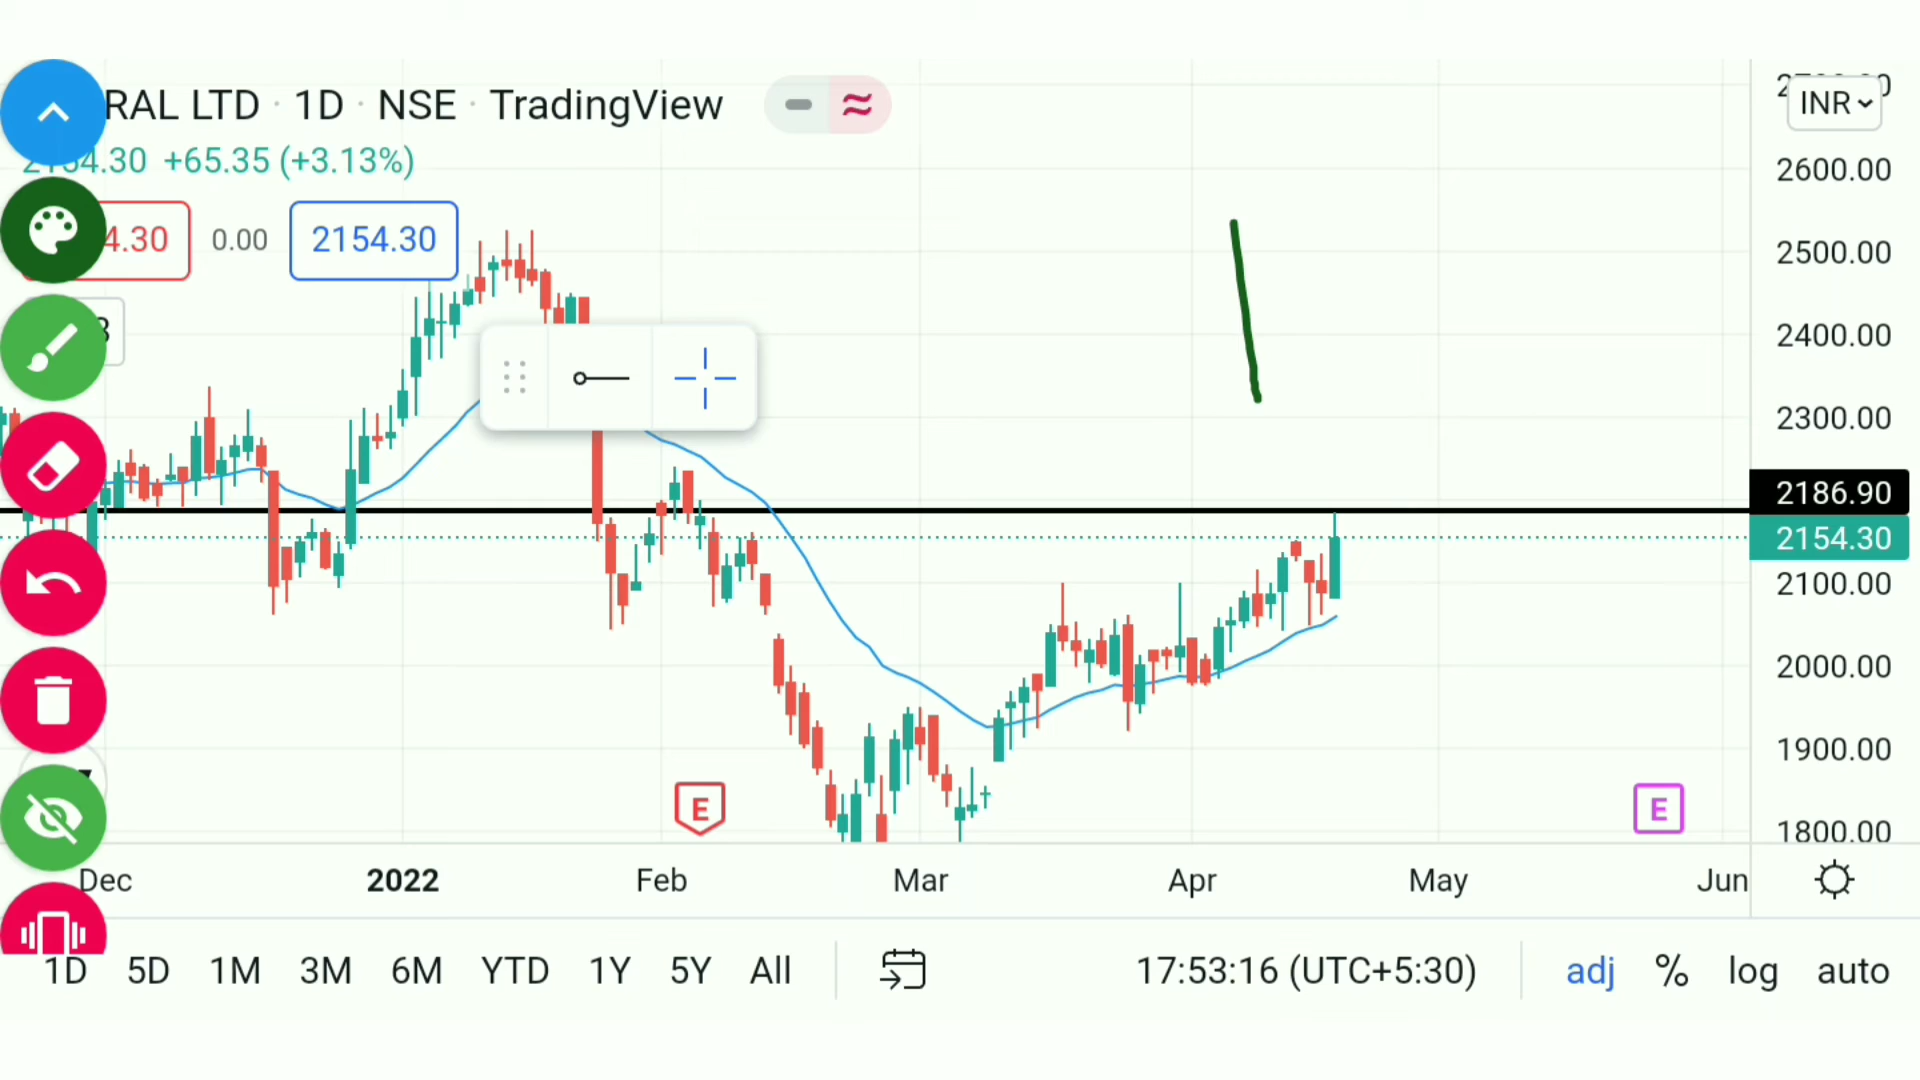 RAL LTD · 1D · NSE · TradingView
+65.35 (+3.13%)
4.30 0.00 2154.30
INR
2600.00
2500.00
2400.00
2300.00
2186.90
2154.30
2100.00
2000.00
1900.00
1800.00
E E
Dec 2022 Feb Mar Apr May Jun
1D 5D 1M 3M 6M YTD 1Y 5Y All 17:53:16 (UTC+5:30) adj % log auto